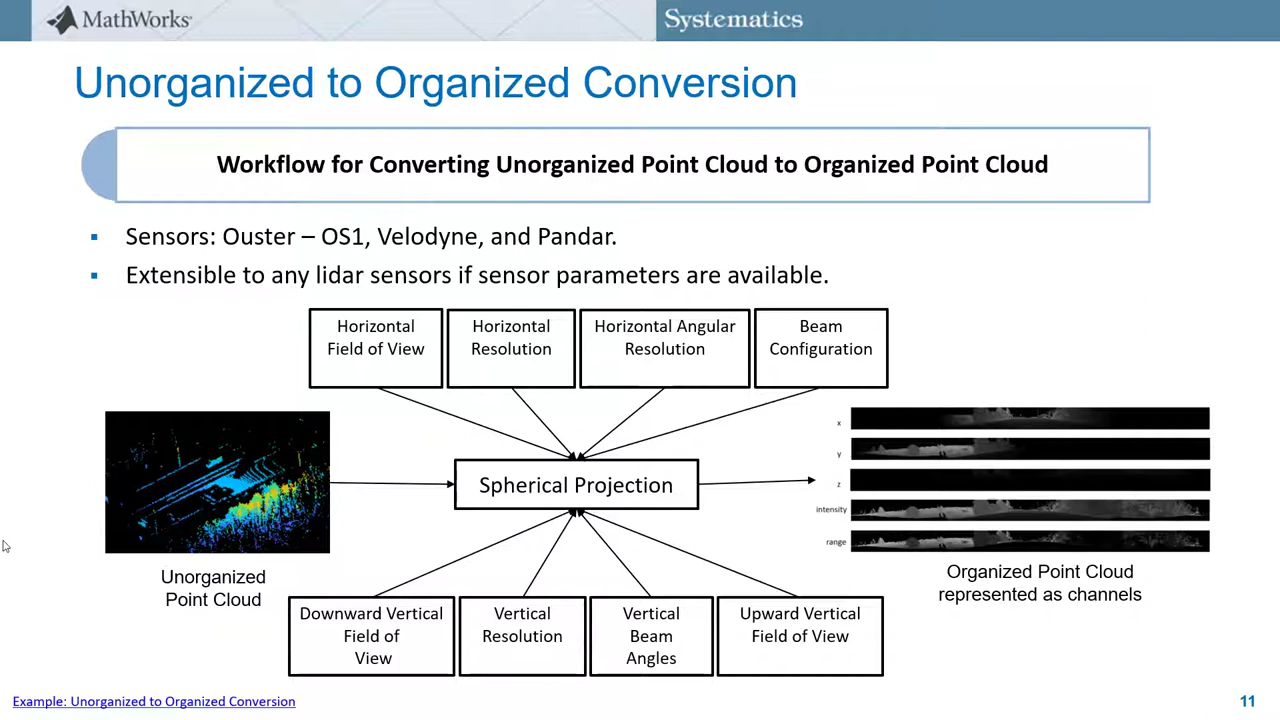 MathWorks
Systematics
Unorganized to Organized Conversion
Workflow for Converting Unorganized Point Cloud to Organized Point Cloud
▪ Sensors: Ouster – OS1, Velodyne, and Pandar.
▪ Extensible to any lidar sensors if sensor parameters are available.
Horizontal
Field of View
Horizontal
Resolution
Horizontal Angular
Resolution
Beam
Configuration
Unorganized
Point Cloud
Spherical Projection
x
y
z
intensity
range
Organized Point Cloud
represented as channels
Downward Vertical
Field of
View
Vertical
Resolution
Vertical
Beam
Angles
Upward Vertical
Field of View
Example: Unorganized to Organized Conversion
11